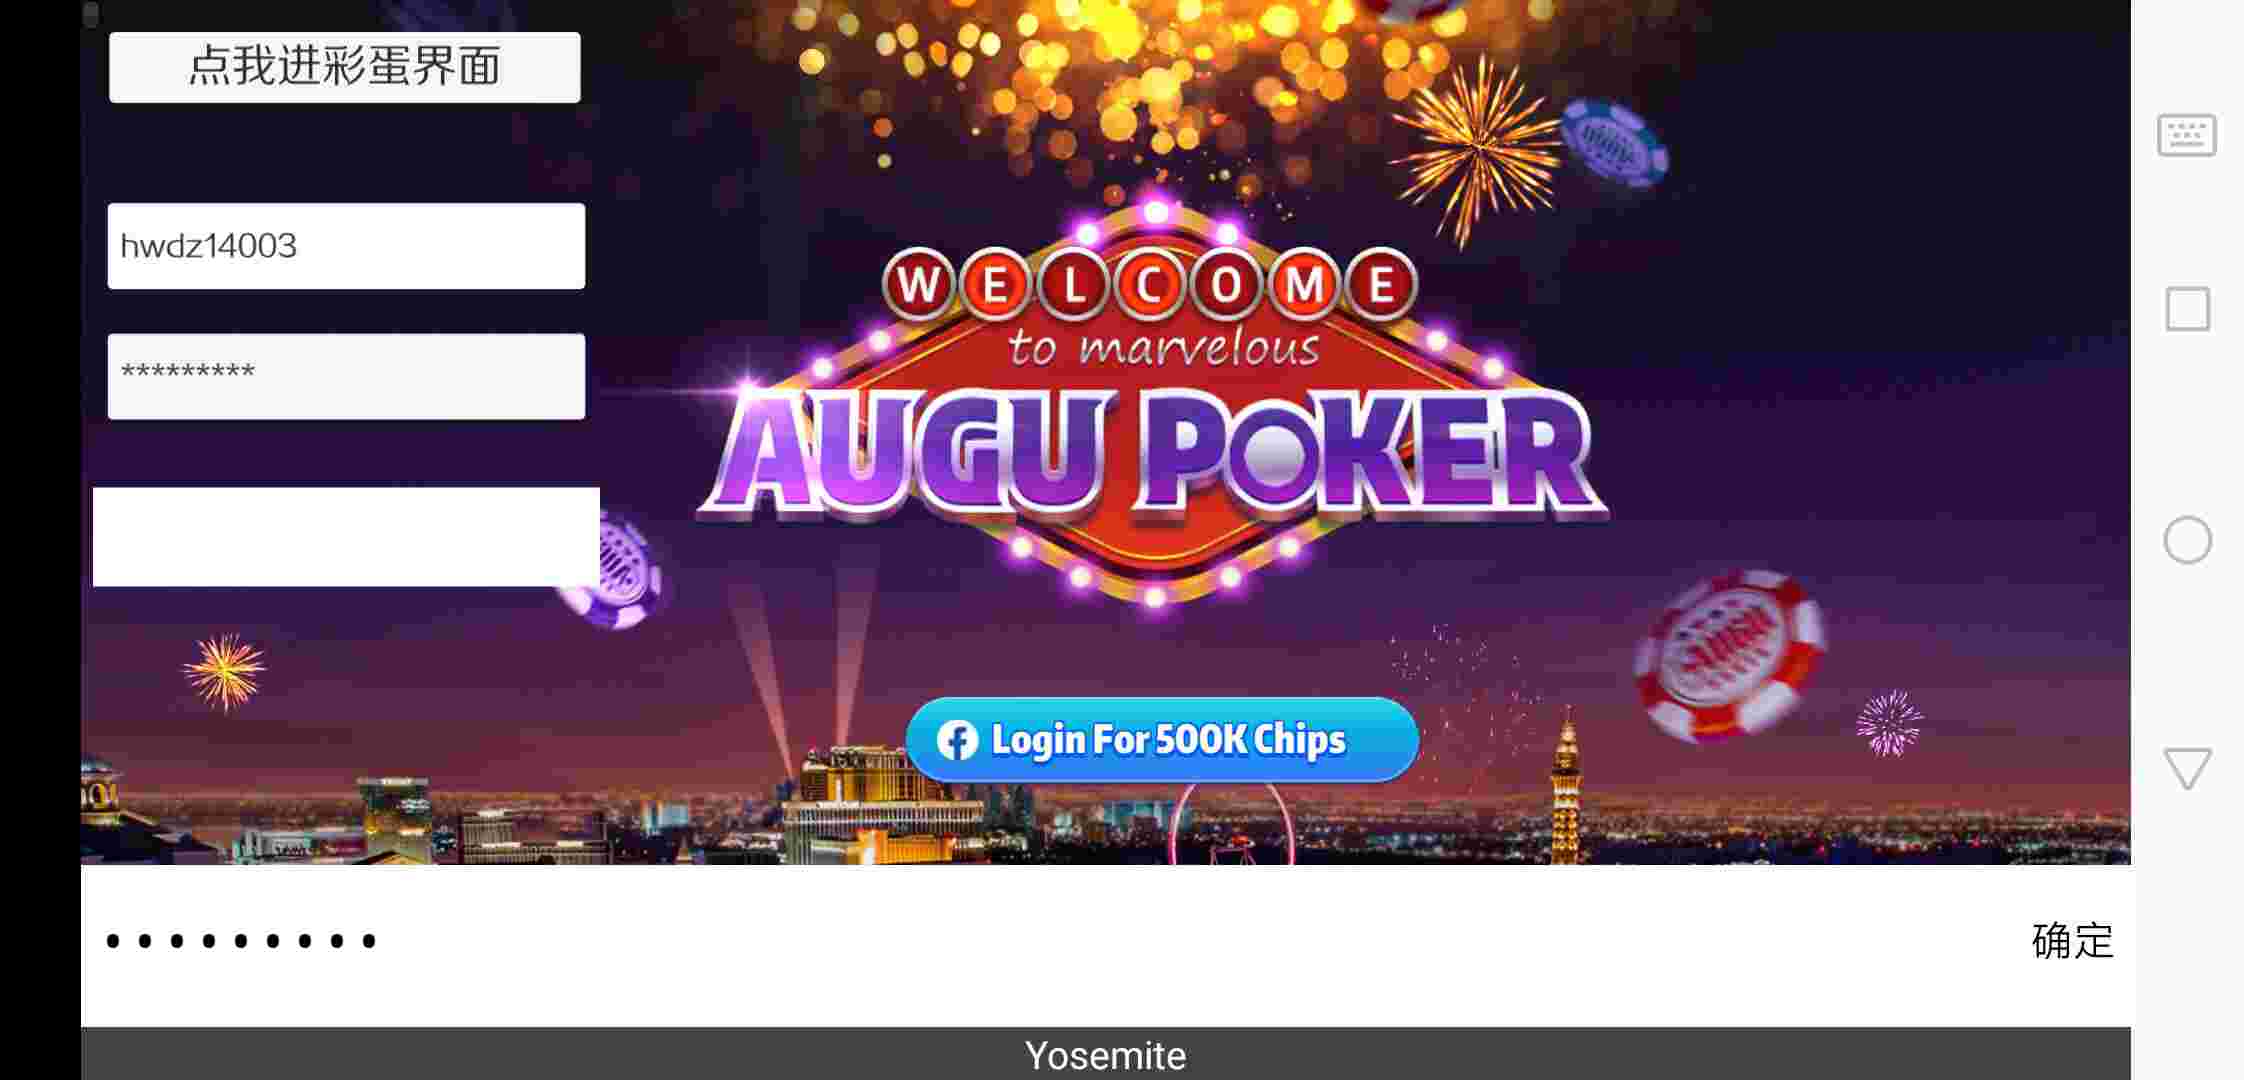 点我进彩蛋界面
hwdz14003
*********
WELCOME
to marvelous
AUGU POKER
Login For 500K Chips
•••••••••
确定
Yosemite